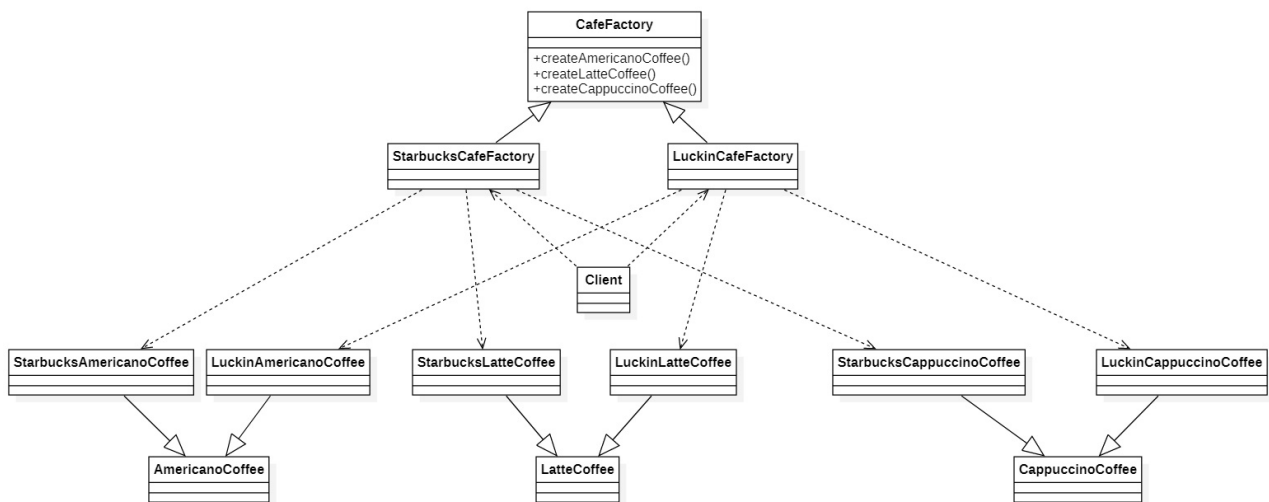 CafeFactory
+createAmericanoCoffee()
+createLatteCoffee()
+createCappuccinoCoffee()
StarbucksCafeFactory
LuckinCafeFactory
Client
StarbucksAmericanoCoffee
LuckinAmericanoCoffee
StarbucksLatteCoffee
LuckinLatteCoffee
StarbucksCappuccinoCoffee
LuckinCappuccinoCoffee
AmericanoCoffee
LatteCoffee
CappuccinoCoffee